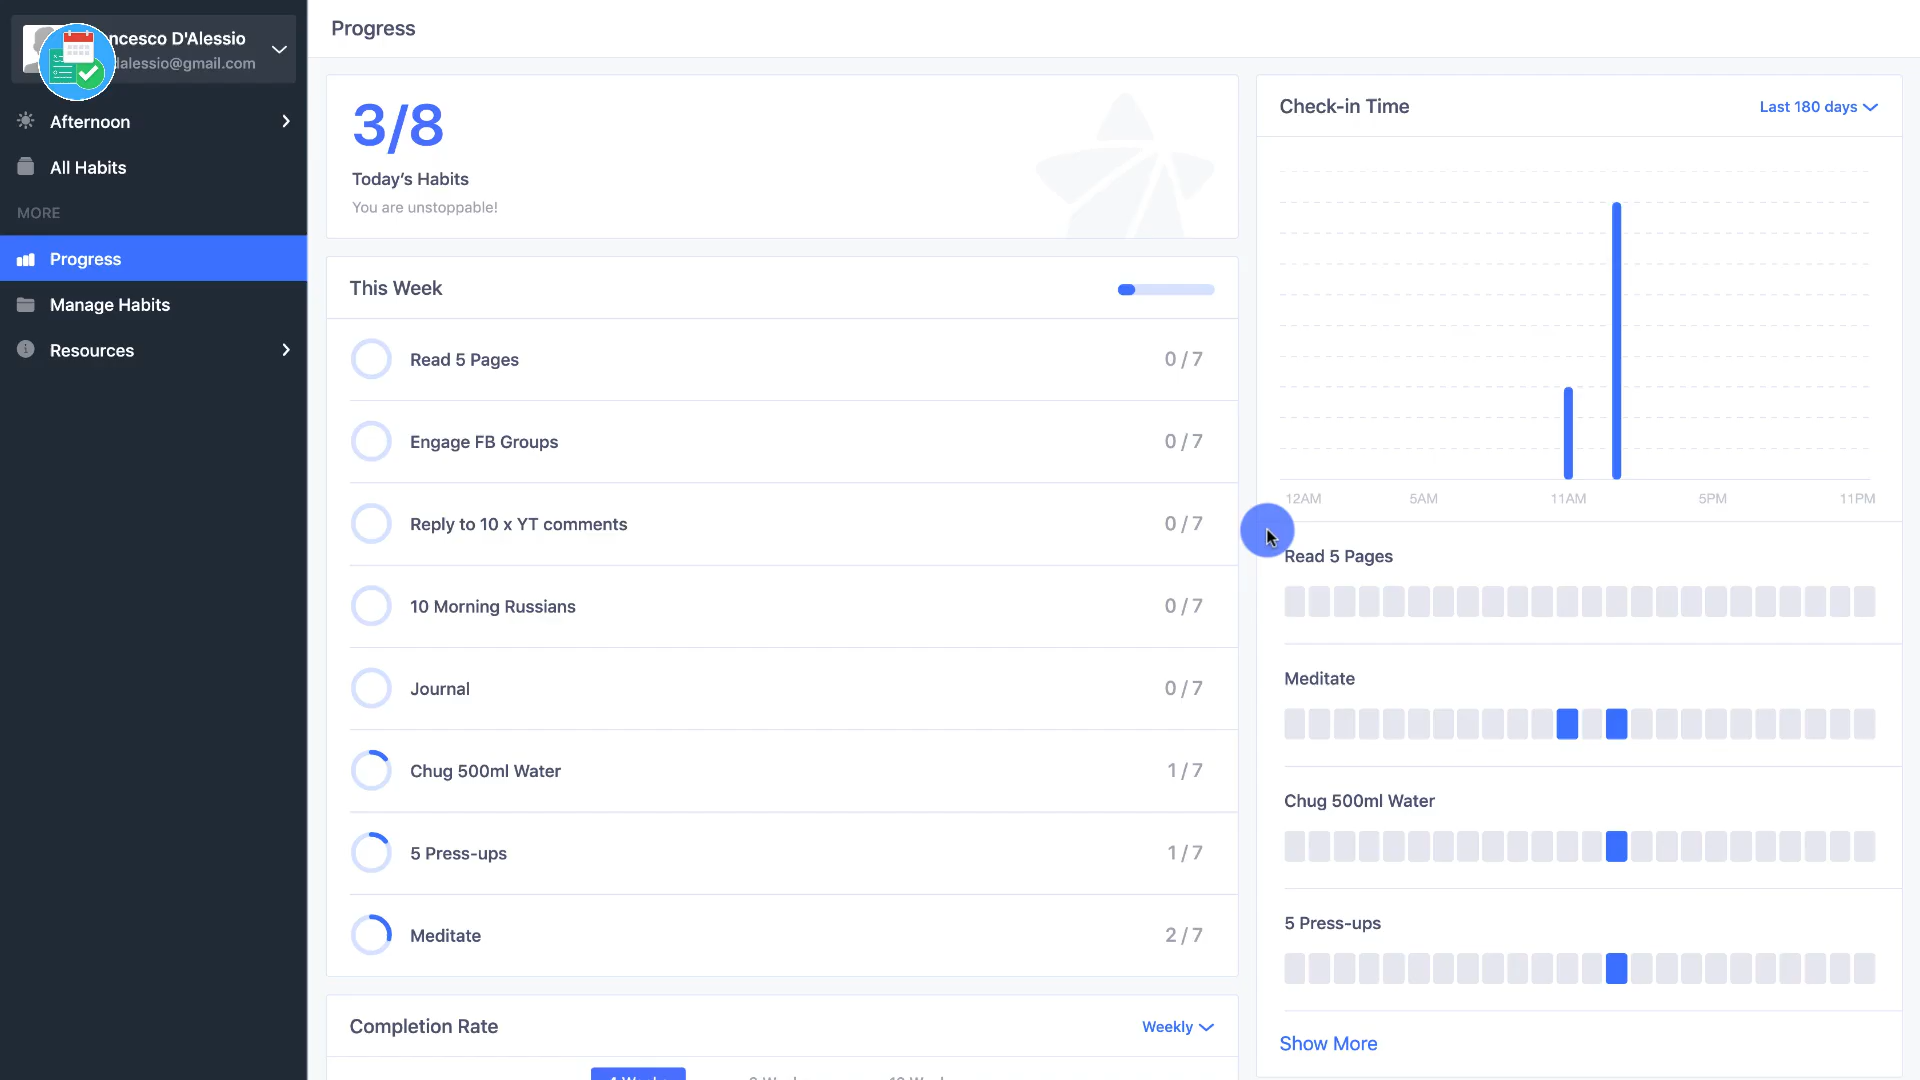 ncesco D'Alessio
dalessio@gmail.com
Afternoon
All Habits
MORE
Progress
Manage Habits
Resources
Progress
3/8
Today's Habits
You are unstoppable!
This Week
Read 5 Pages 0 / 7
Engage FB Groups 0 / 7
Reply to 10 x YT comments 0 / 7
10 Morning Russians 0 / 7
Journal 0 / 7
Chug 500ml Water 1 / 7
5 Press-ups 1 / 7
Meditate 2 / 7
Completion Rate Weekly
Check-in Time Last 180 days
12AM 5AM 11AM 5PM 11PM
Read 5 Pages
Meditate
Chug 500ml Water
5 Press-ups
Show More